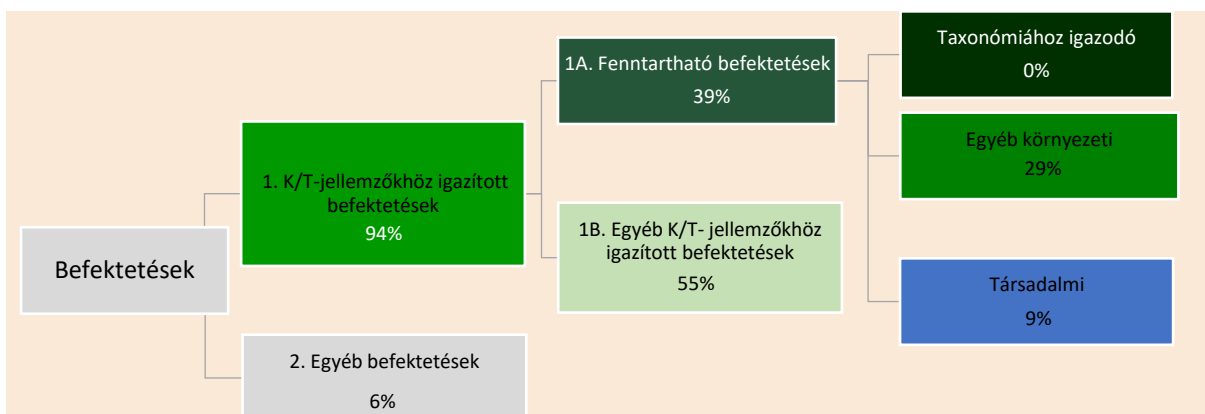 Befektetések
1. K/T-jellemzőkhöz igazított
befektetések
94%
2. Egyéb befektetések
6%
1A. Fenntartható befektetések
39%
1B. Egyéb K/T- jellemzőkhöz
igazított befektetések
55%
Taxonómiához igazodó
0%
Egyéb környezeti
29%
Társadalmi
9%